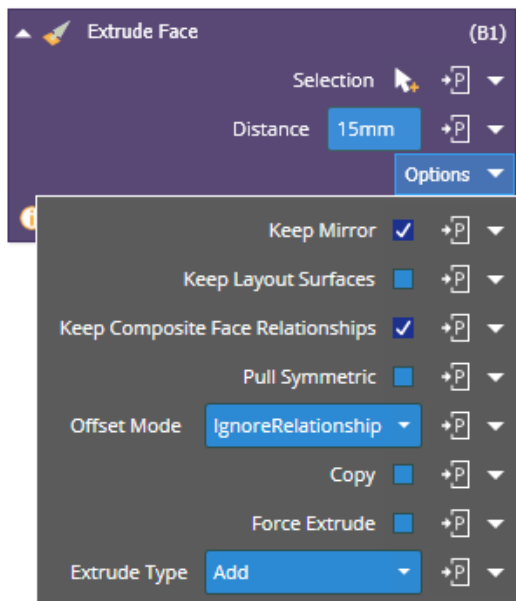 Extrude Face (B1)
Selection P
Distance 15mm P
Options
Keep Mirror P
Keep Layout Surfaces P
Keep Composite Face Relationships P
Pull Symmetric P
Offset Mode IgnoreRelationship P
Copy P
Force Extrude P
Extrude Type Add P